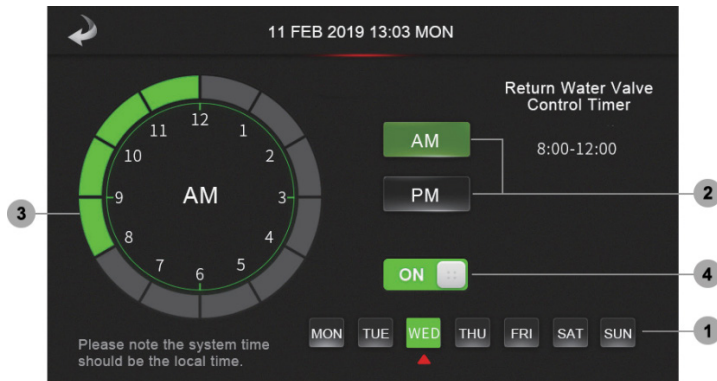 11 FEB 2019 13:03 MON
Return Water Valve
Control Timer
8:00-12:00
AM
PM
2
12
1
2
3
4
5
6
7
8
9
10
11
AM
3
ON
4
MON TUE WED THU FRI SAT SUN
1
Please note the system time
should be the local time.